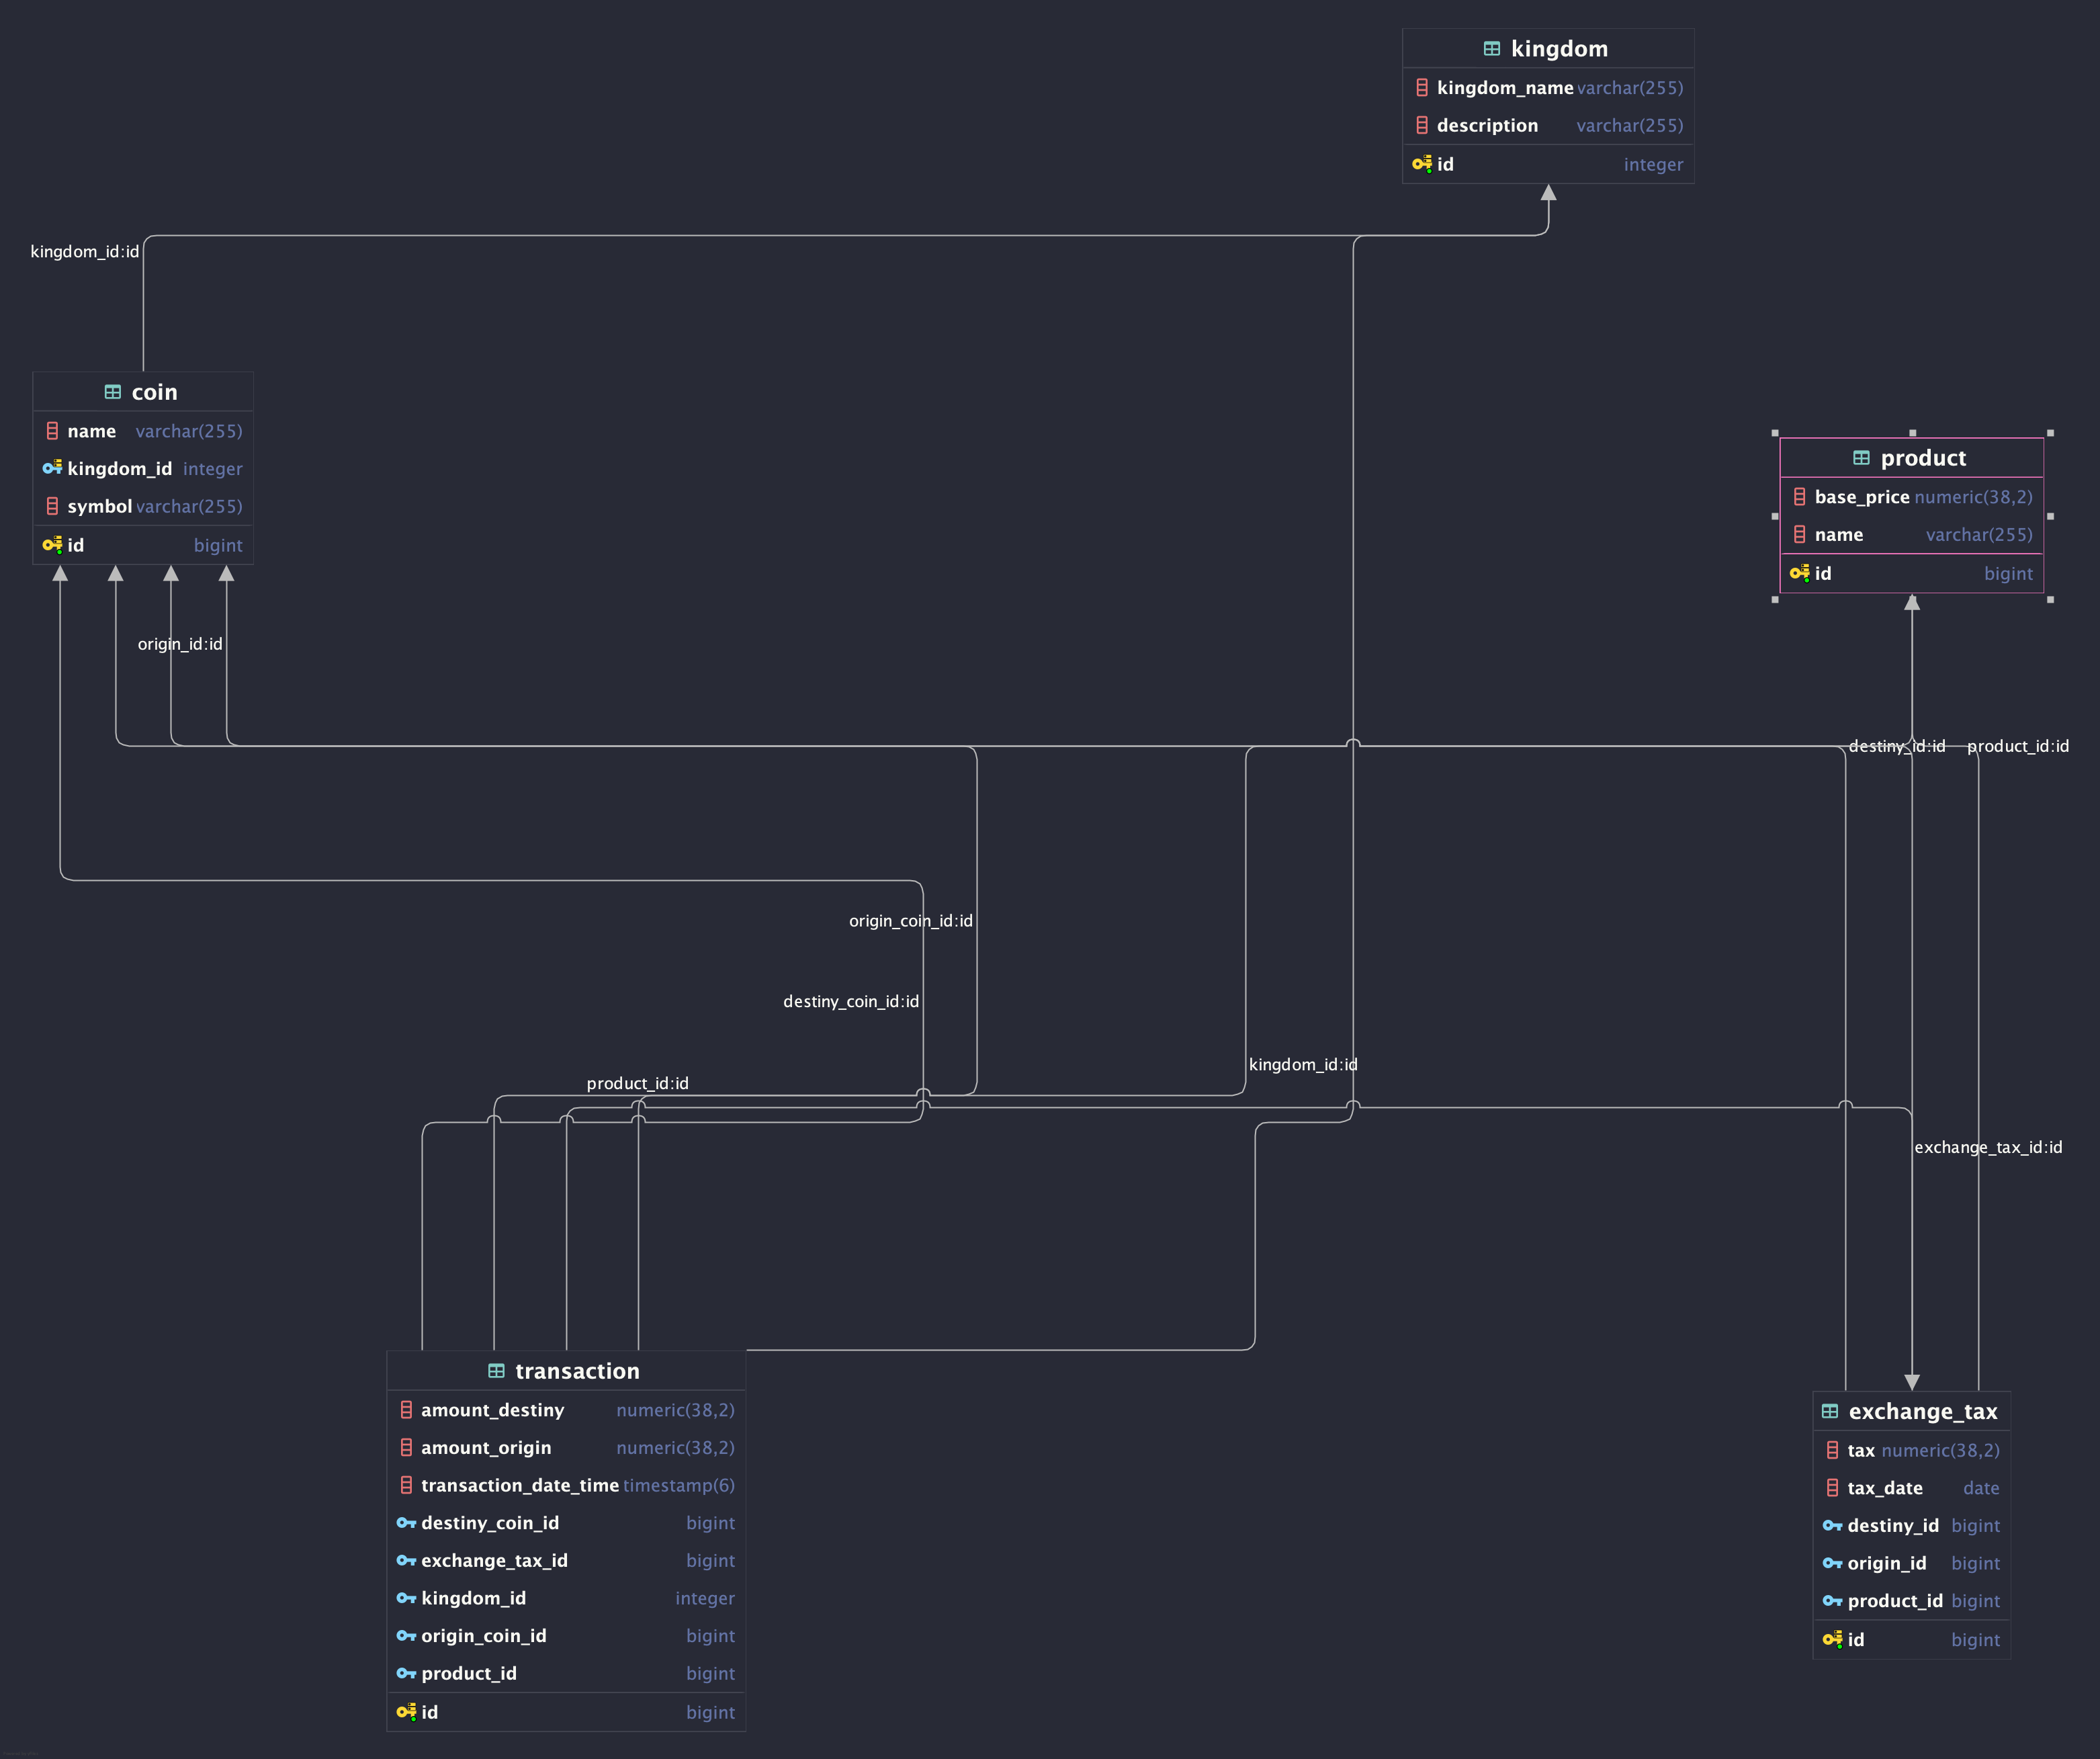 kingdom
kingdom_name varchar(255)
description varchar(255)
id integer
kingdom_id:id
coin
name varchar(255)
kingdom_id integer
symbol varchar(255)
id bigint
product
base_price numeric(38,2)
name varchar(255)
id bigint
origin_id:id
destiny_id:id
product_id:id
origin_coin_id:id
destiny_coin_id:id
kingdom_id:id
product_id:id
exchange_tax_id:id
transaction
amount_destiny numeric(38,2)
amount_origin numeric(38,2)
transaction_date_time timestamp(6)
destiny_coin_id bigint
exchange_tax_id bigint
kingdom_id integer
origin_coin_id bigint
product_id bigint
id bigint
exchange_tax
tax numeric(38,2)
tax_date date
destiny_id bigint
origin_id bigint
product_id bigint
id bigint